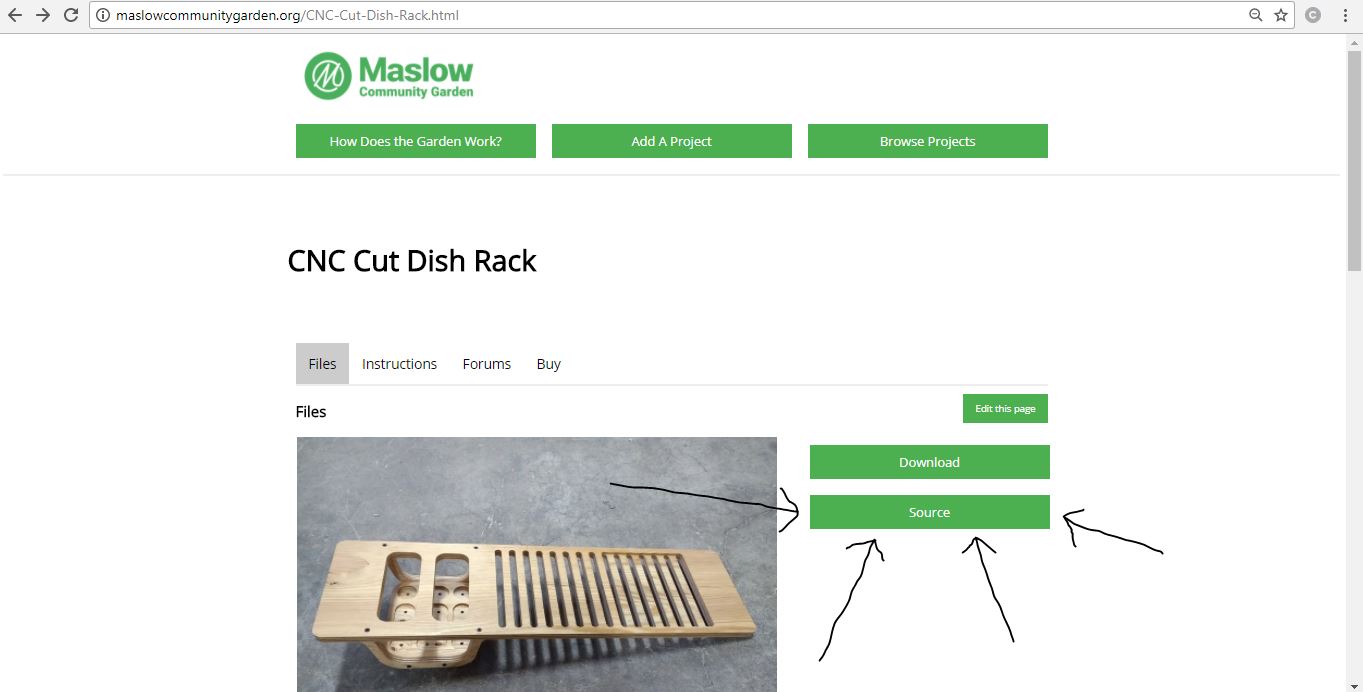 maslowcommunitygarden.org/CNC-Cut-Dish-Rack.html
Maslow
Community Garden
How Does the Garden Work?
Add A Project
Browse Projects
CNC Cut Dish Rack
Files
Instructions
Forums
Buy
Files
Edit this page
Download
Source